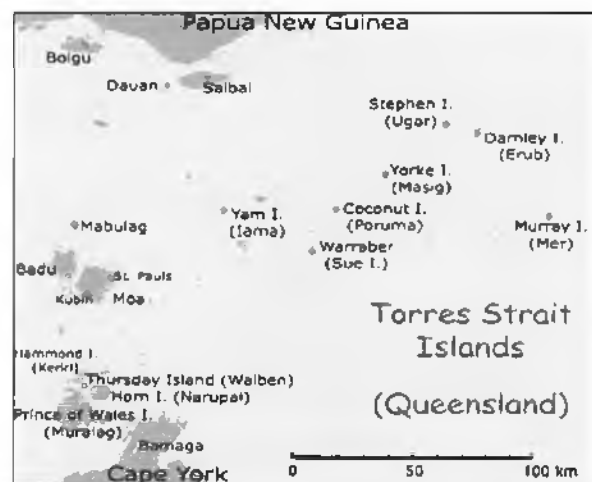 Papua New Guinea
Boigu
Dauan
Saibai
Stephen I.
(Ugar)
Darnley I.
(Erub)
Yorke I.
(Masig)
Yam I.
(Iama)
Coconut I.
(Poruma)
Murray I.
(Mer)
Mabuiag
Warraber
(Sue I.)
Badu
St. Pauls
Kubin
Moa
Torres Strait
Islands
(Queensland)
Hammond I.
(Keriri)
Thursday Island (Waiben)
Horn I. (Narupai)
Prince of Wales I.
(Muralag)
Bamaga
Cape York
0 50 100 km